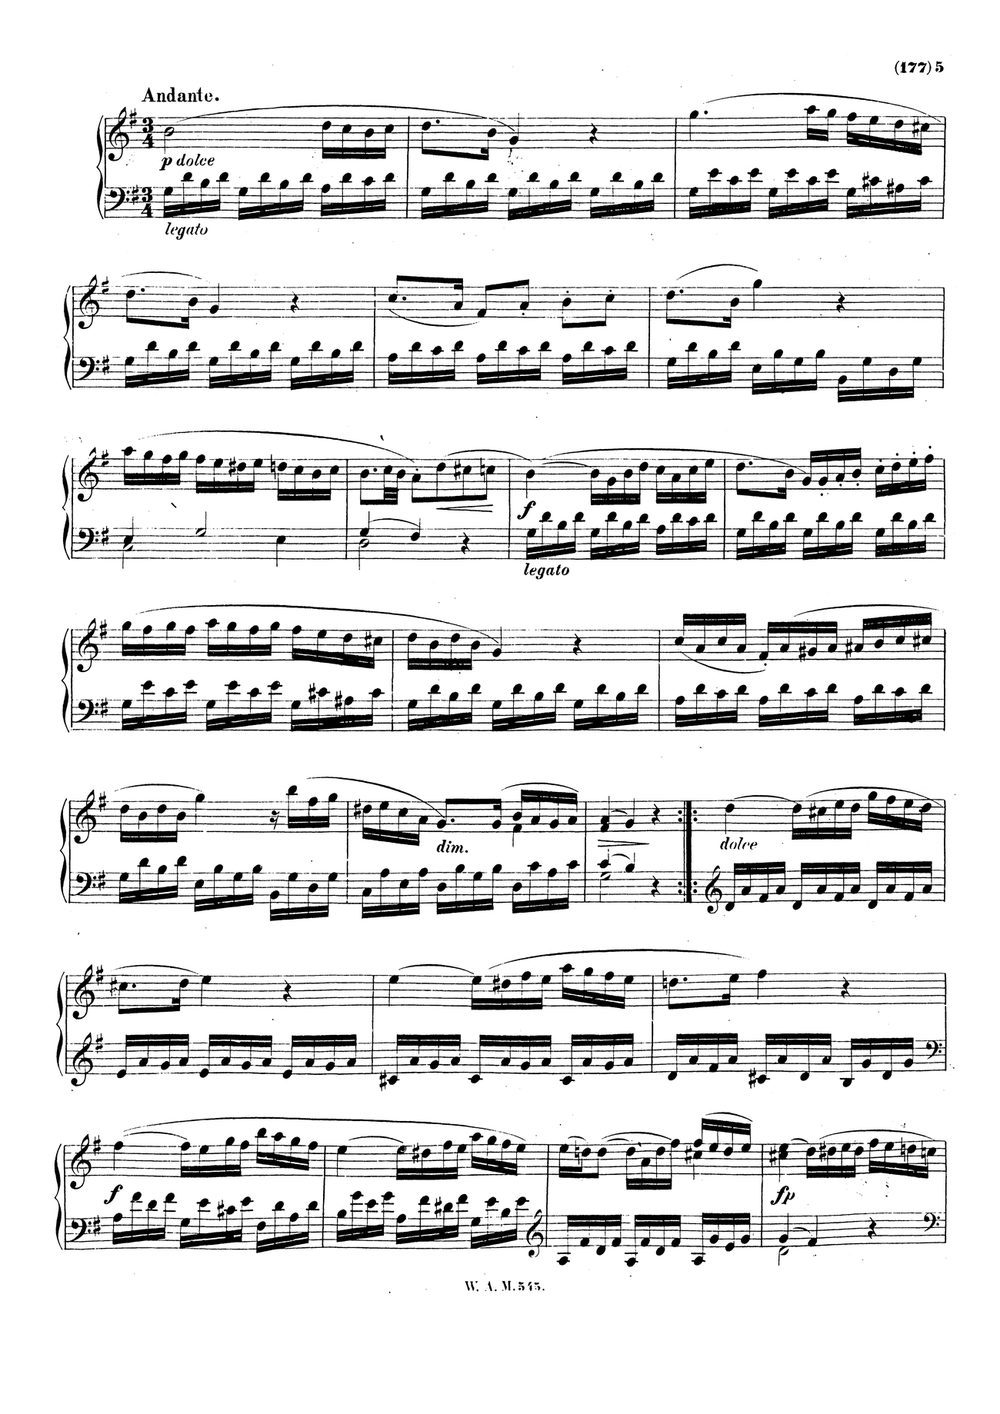 (177) 5
Andante.
p dolce
legato
f
legato
dim.
dolce
f
fp
W. A. M. 545.